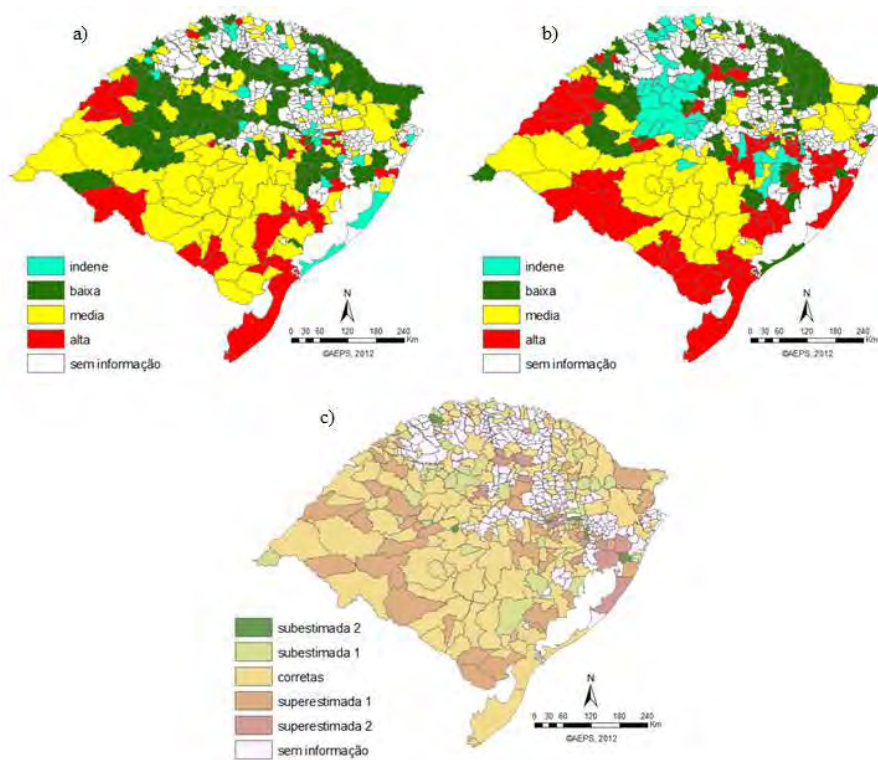 a)
indene
baixa
media
alta
sem informação
N
0 30 60 120 180 240
Km
©AEPS, 2012
b)
indene
baixa
media
alta
sem informação
N
0 30 60 120 180 240
Km
©AEPS, 2012
c)
subestimada 2
subestimada 1
corretas
superestimada 1
superestimada 2
sem informação
N
0 30 60 120 180 240
Km
©AEPS, 2012